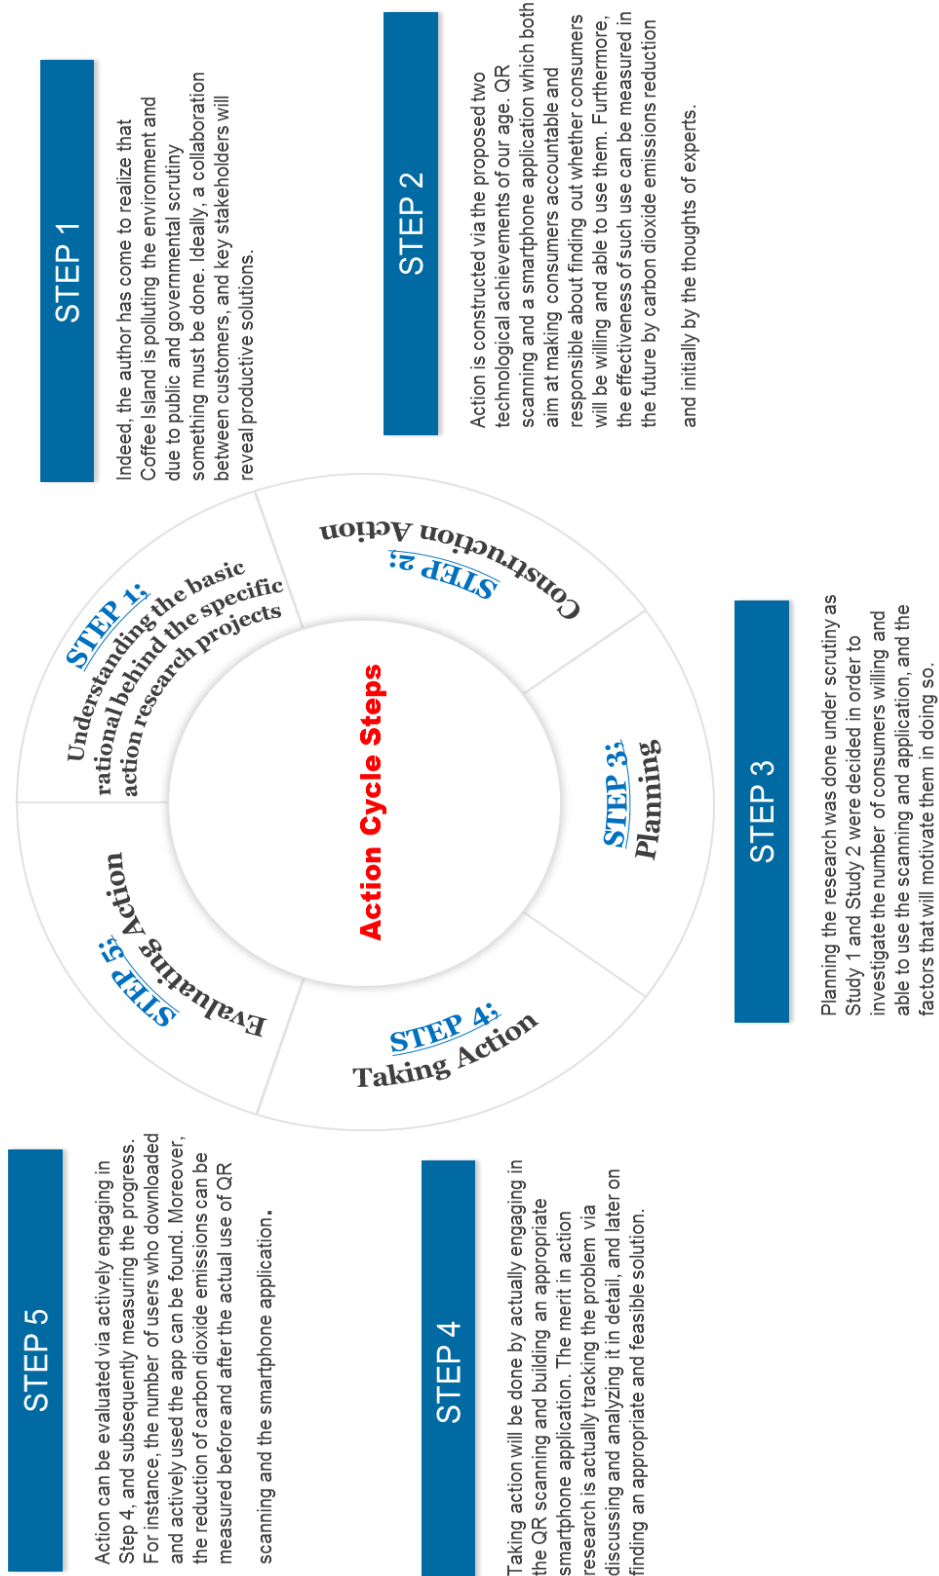 STEP 1
Indeed, the author has come to realize that
Coffee Island is polluting the environment and
due to public and governmental scrutiny
something must be done. Ideally, a collaboration
between customers, and key stakeholders will
reveal productive solutions.
STEP 2
Action is constructed via the proposed two
technological achievements of our age. QR
scanning and a smartphone application which both
aim at making consumers accountable and
responsible about finding out whether consumers
will be willing and able to use them. Furthermore,
the effectiveness of such use can be measured in
the future by carbon dioxide emissions reduction
and initially by the thoughts of experts.
STEP 3
Planning the research was done under scrutiny as
Study 1 and Study 2 were decided in order to
investigate the number of consumers willing and
able to use the scanning and application, and the
factors that will motivate them in doing so.
STEP 4
Taking action will be done by actually engaging in
the QR scanning and building an appropriate
smartphone application. The merit in action
research is actually tracking the problem via
discussing and analyzing it in detail, and later on
finding an appropriate and feasible solution.
STEP 5
Action can be evaluated via actively engaging in
Step 4, and subsequently measuring the progress.
For instance, the number of users who downloaded
and actively used the app can be found. Moreover,
the reduction of carbon dioxide emissions can be
measured before and after the actual use of QR
scanning and the smartphone application.
Action Cycle Steps
STEP 1;
Understanding the basic
rational behind the specific
action research projects
STEP 2;
Construction Action
STEP 3;
Planning
STEP 4;
Taking Action
STEP 5;
Evaluating Action